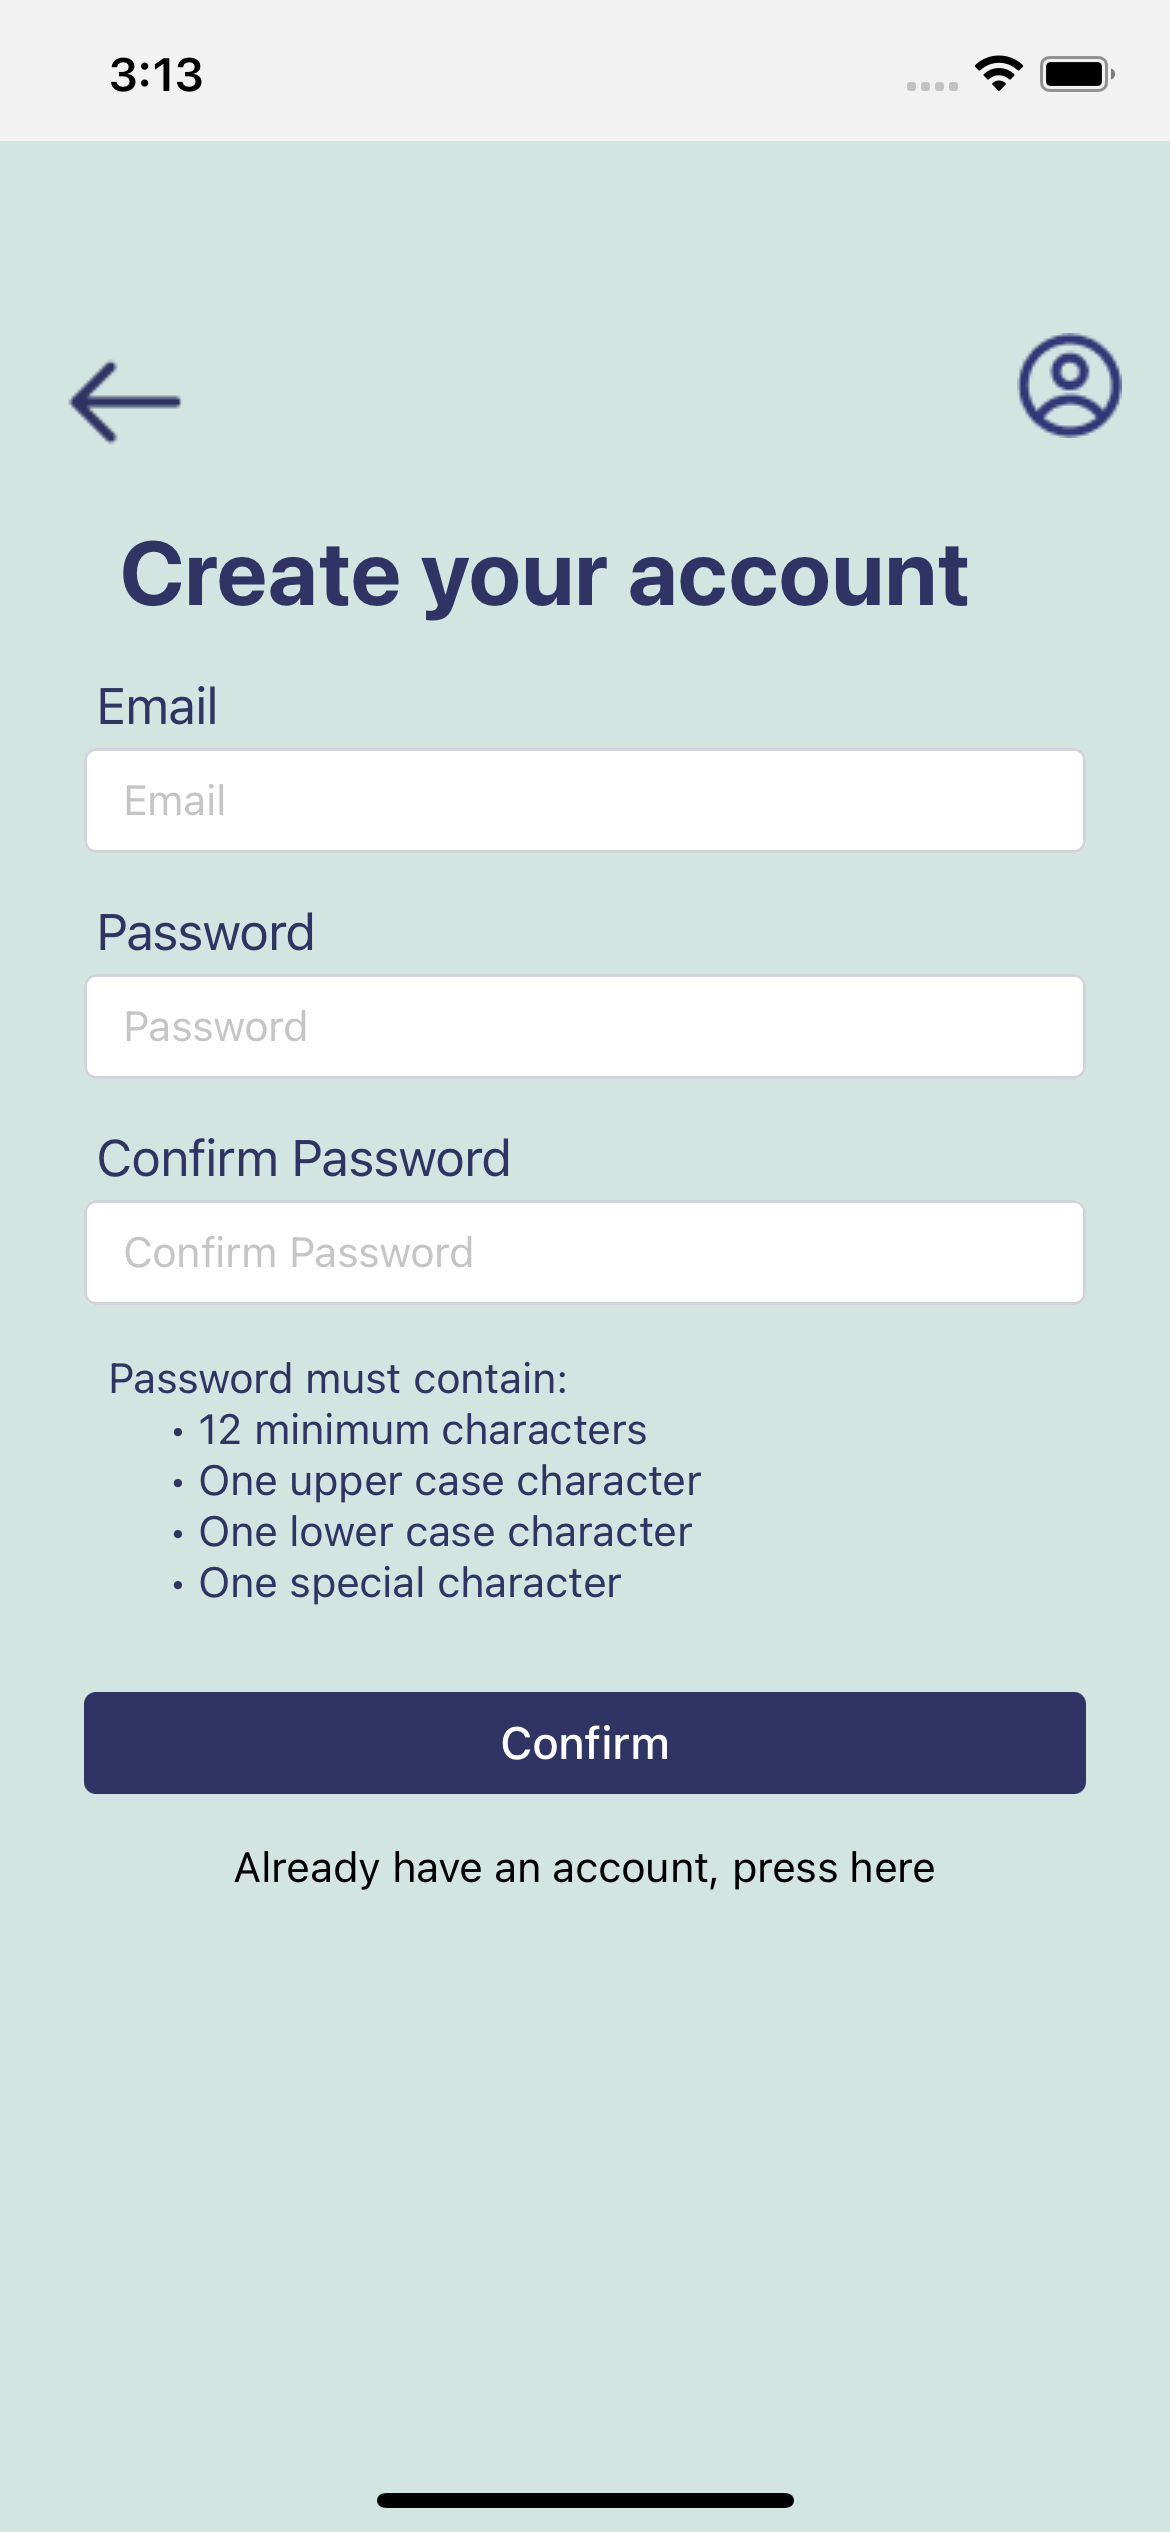 3:13
Create your account
Email
Email
Password
Password
Confirm Password
Confirm Password
Password must contain:
• 12 minimum characters
• One upper case character
• One lower case character
• One special character
Confirm
Already have an account, press here